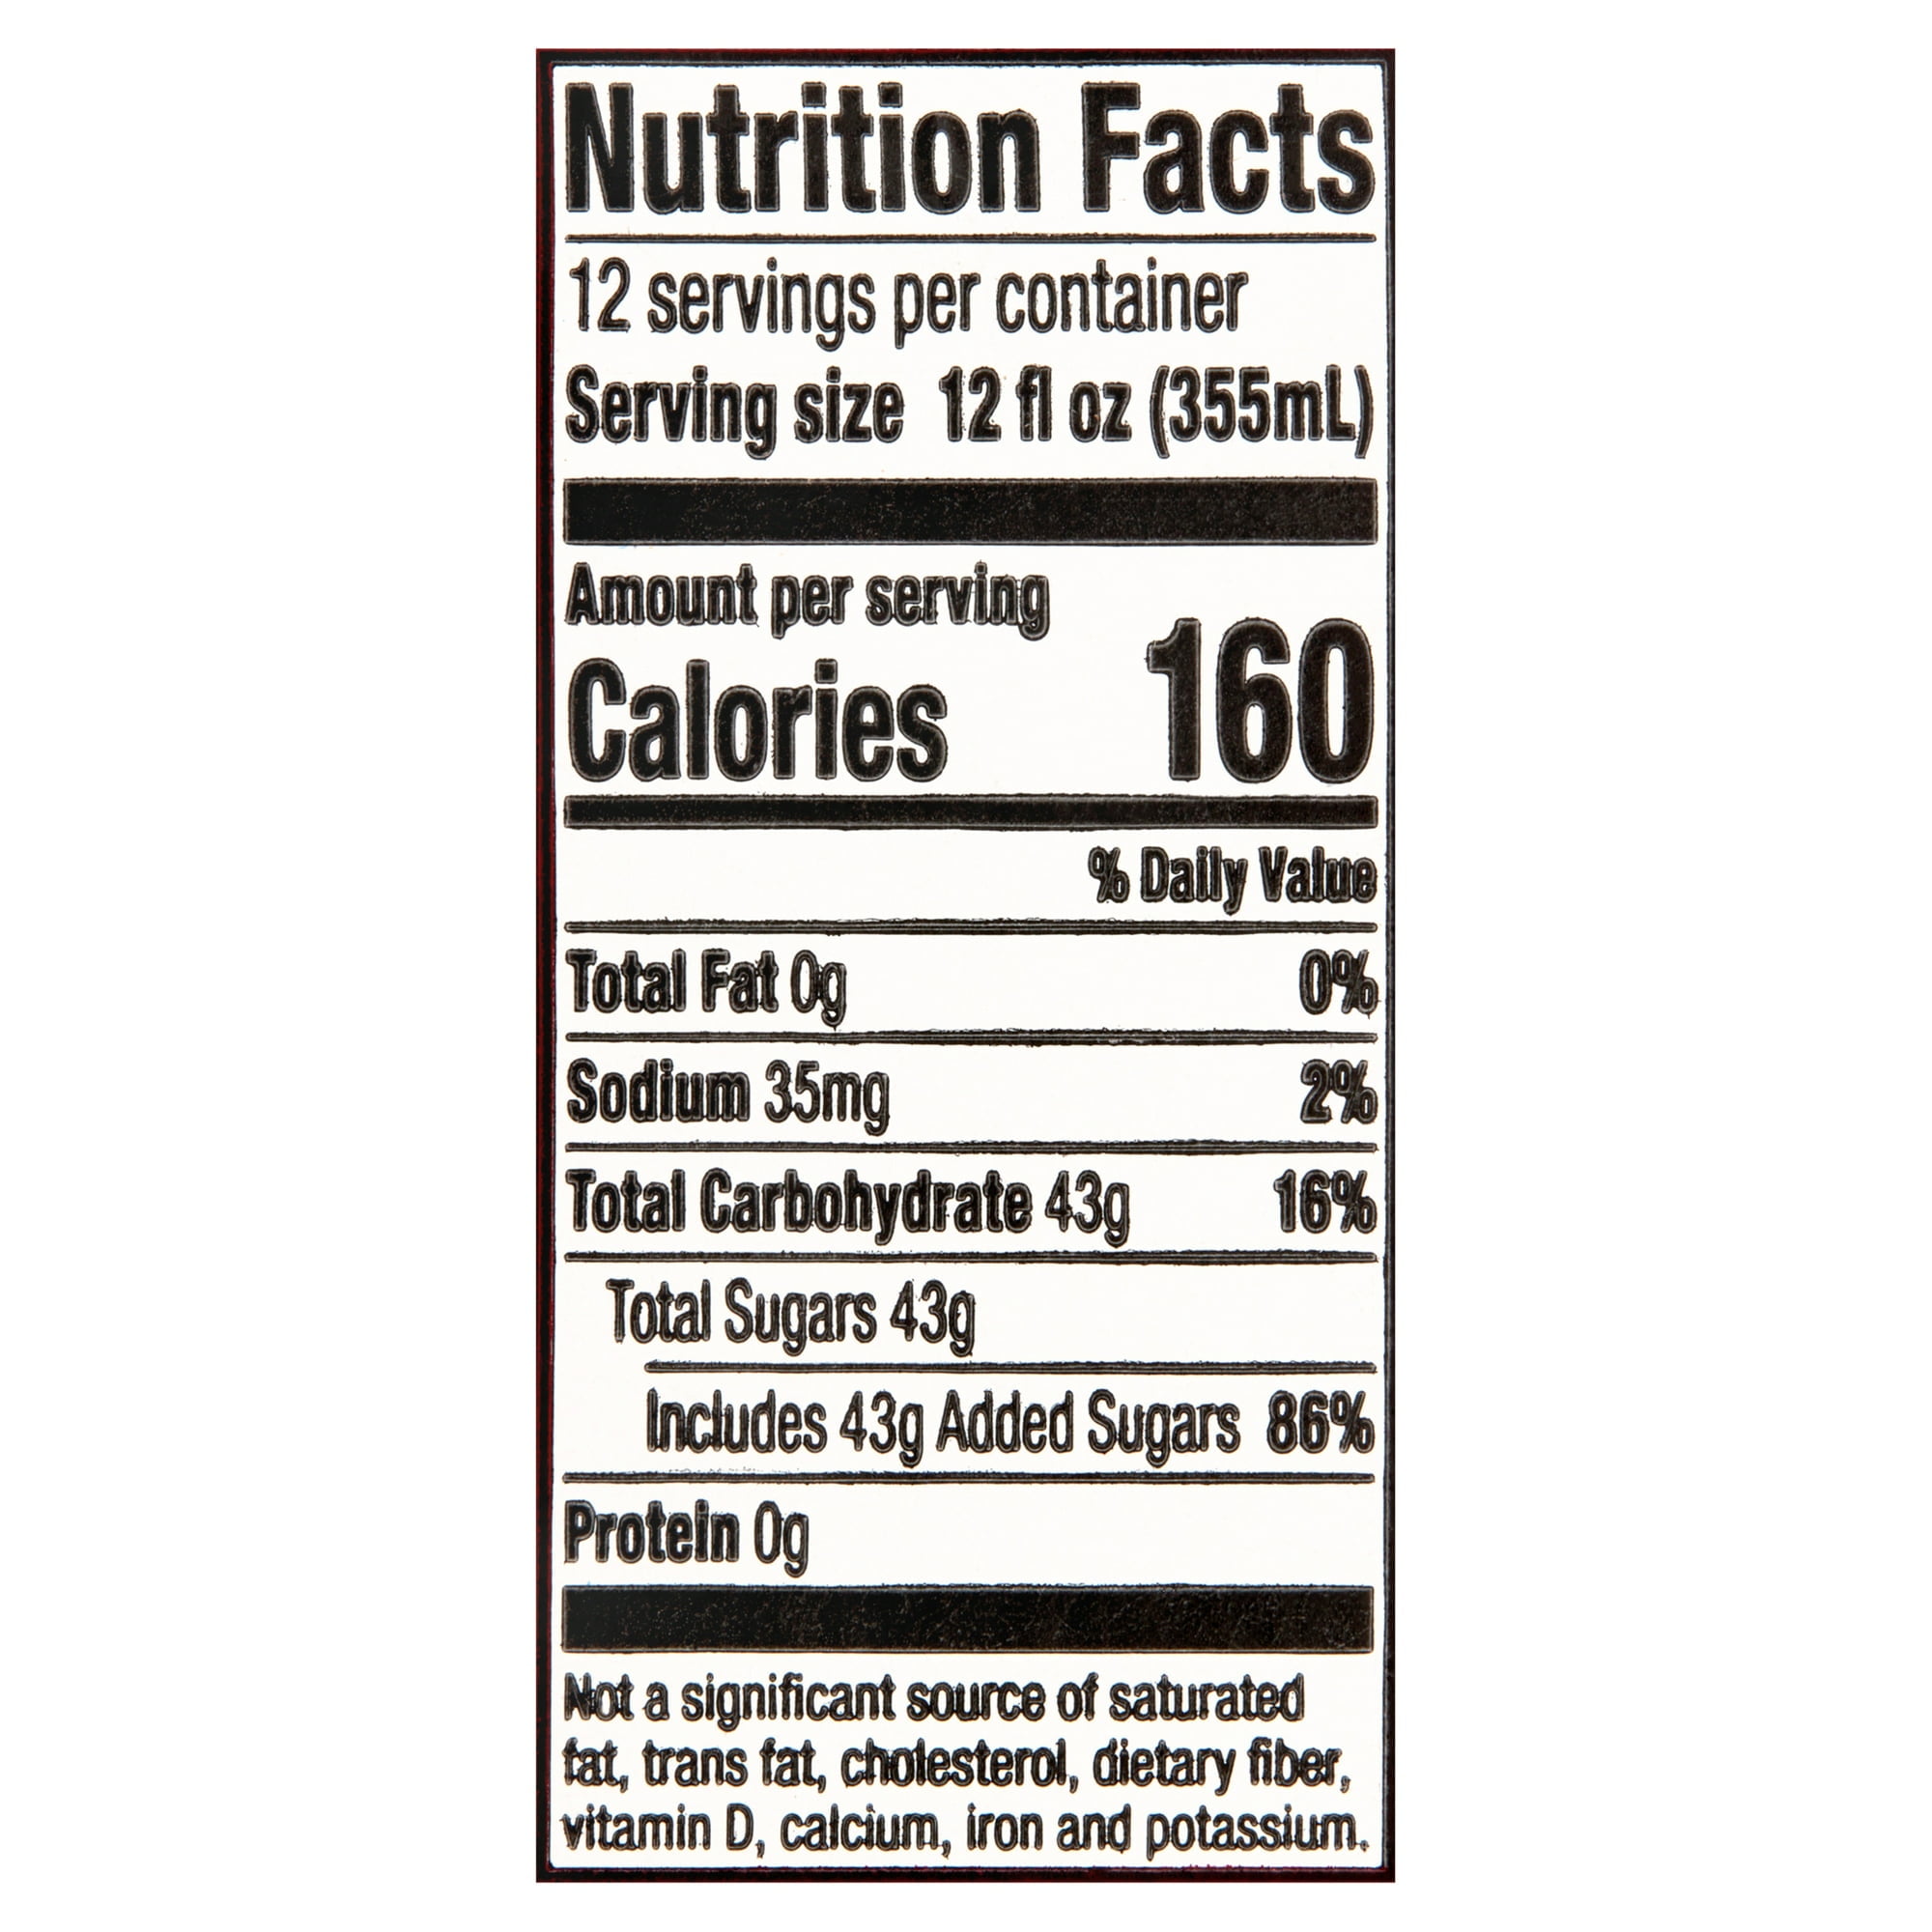 Nutrition Facts
12 servings per container
Serving size 12 fl oz (355mL)
Amount per serving
Calories 160
% Daily Value
Total Fat 0g 0%
Sodium 35mg 2%
Total Carbohydrate 43g 16%
Total Sugars 43g
Includes 43g Added Sugars 86%
Protein 0g
Not a significant source of saturated
fat, trans fat, cholesterol, dietary fiber,
vitamin D, calcium, iron and potassium.